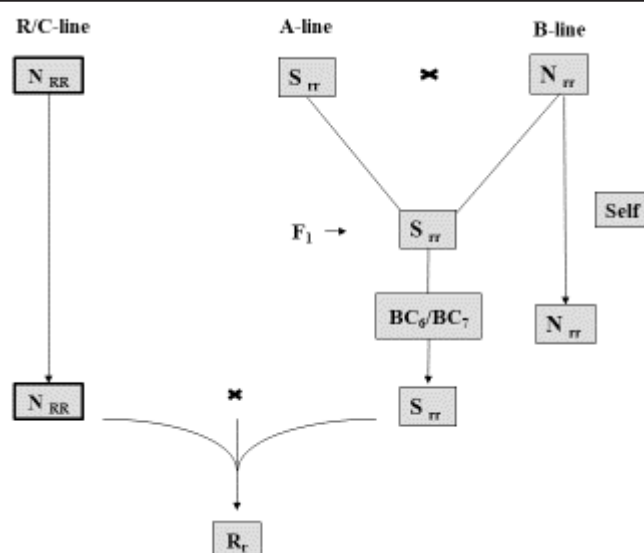 R/C-line A-line B-line
N RR S rr × N rr
F1 → S rr Self
BC6/BC7 N rr
N RR × S rr
Rr